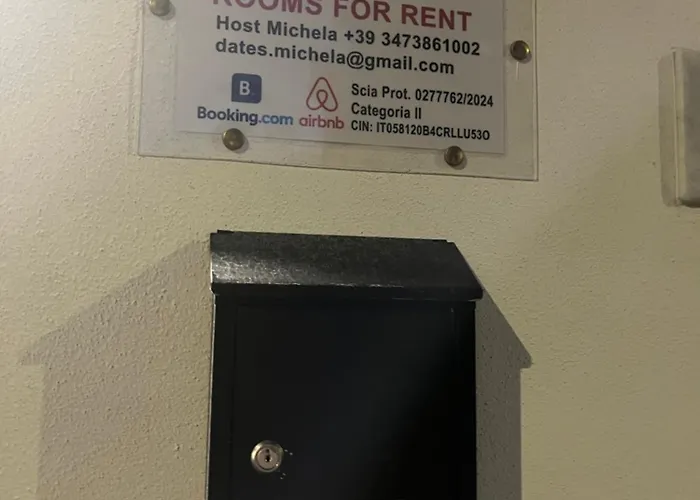 ROOMS FOR RENT
Host Michela +39 3473861002
dates.michela@gmail.com
B.
Booking.com
airbnb
Scia Prot. 0277762/2024
Categoria II
CIN: IT058120B4CRLLU53O